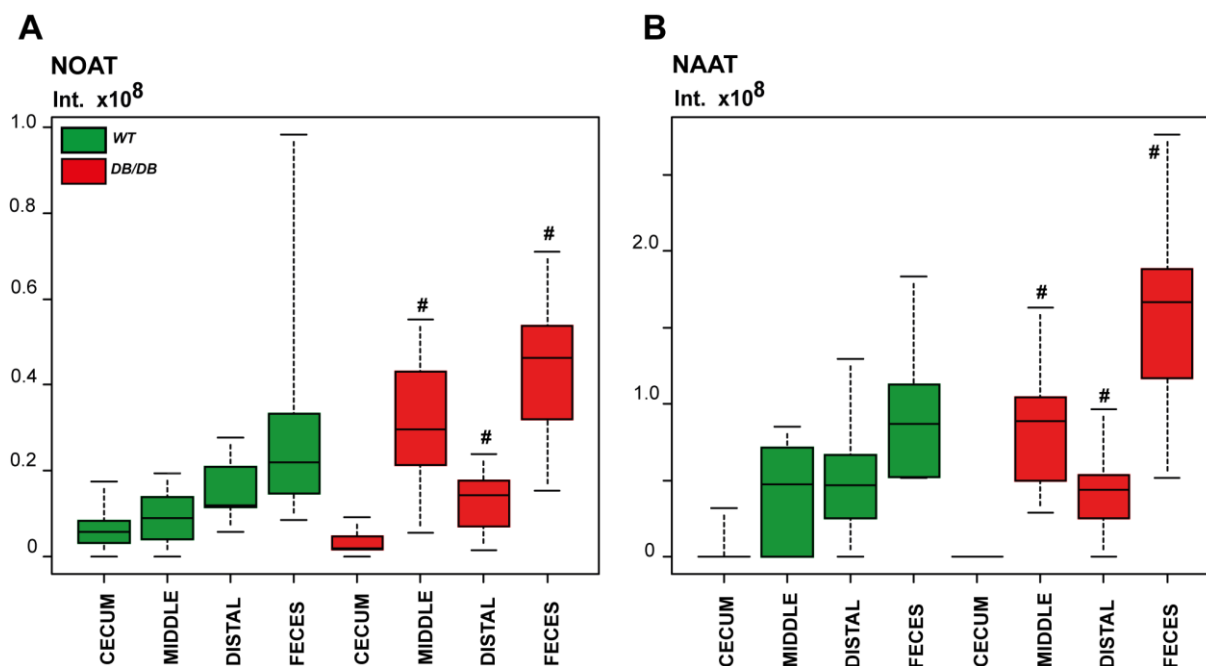 A
NOAT
Int. x10^8
1.0
0.8
0.6
0.4
0.2
0
WT
DB/DB
#
#
#
CECUM
MIDDLE
DISTAL
FECES
CECUM
MIDDLE
DISTAL
FECES
B
NAAT
Int. x10^8
2.0
1.0
0
#
#
#
CECUM
MIDDLE
DISTAL
FECES
CECUM
MIDDLE
DISTAL
FECES